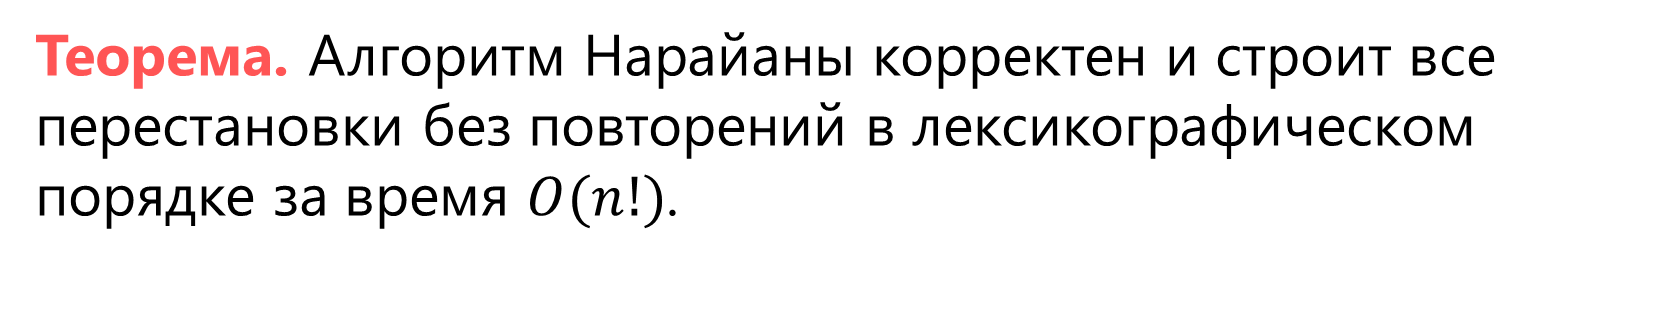 Теорема. Алгоритм Нарайаны корректен и строит все
перестановки без повторений в лексикографическом
порядке за время O(n!).